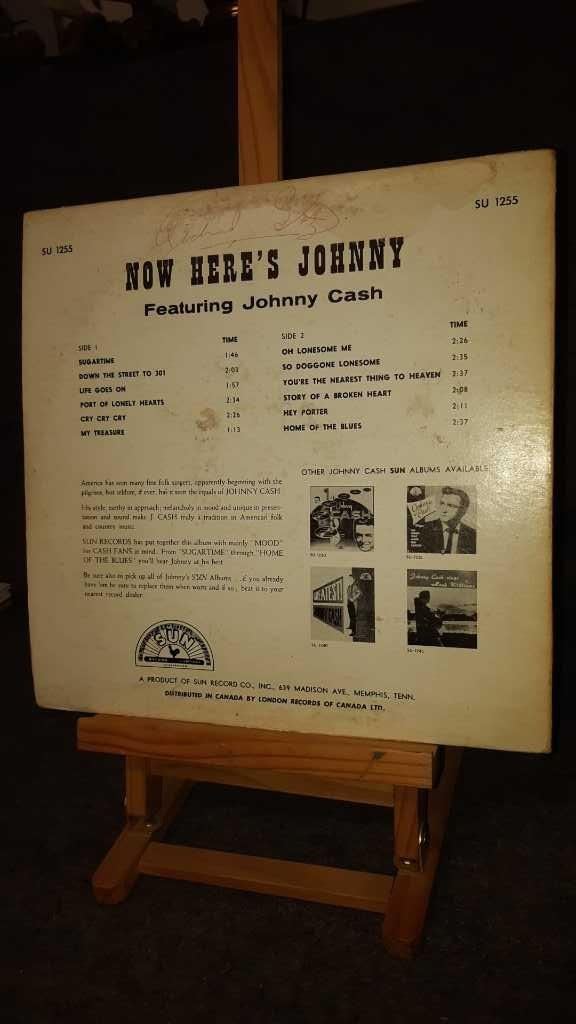 SU 1255
SU 1255
Richard
NOW HERE'S JOHNNY
Featuring Johnny Cash
SIDE 1 TIME
SUGARTIME 1:46
DOWN THE STREET TO 301 2:03
LIFE GOES ON 1:57
PORT OF LONELY HEARTS 2:34
CRY CRY CRY 2:26
MY TREASURE 1:13
SIDE 2 TIME
OH LONESOME ME 2:26
SO DOGGONE LONESOME 2:35
YOU'RE THE NEAREST THING TO HEAVEN 2:37
STORY OF A BROKEN HEART 2:08
HEY PORTER 2:11
HOME OF THE BLUES 2:37
America has seen many fine folk singers, apparently beginning with the
pilgrims, but seldom, if ever, has it seen the equals of JOHNNY CASH.
His style, earthy in approach; melancholy in mood and unique in presen-
tation and sound make J. CASH truly a tradition in American folk
and country music.
SUN RECORDS has put together this album with mainly "MOOD"
for CASH FANS in mind. From "SUGARTIME" through "HOME
OF THE BLUES" you'll hear Johnny at his best.
Be sure also to pick up all of Johnny's SUN Albums . . . if you already
have 'em be sure to replace them when worn and if so, beat it to your
nearest record dealer.
OTHER JOHNNY CASH SUN ALBUMS AVAILABLE
CASH
GREATEST!
Johnny Cash sings
Hank Williams
SUN
A PRODUCT OF SUN RECORD CO., INC., 639 MADISON AVE., MEMPHIS, TENN.
DISTRIBUTED IN CANADA BY LONDON RECORDS OF CANADA LTD.